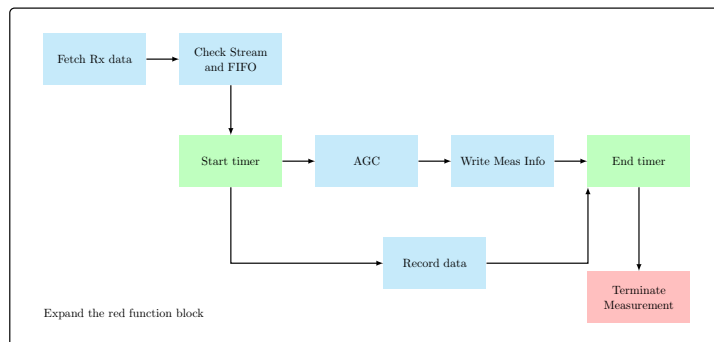 Fetch Rx data
Check Stream
and FIFO
Start timer
AGC
Write Meas Info
End timer
Record data
Terminate
Measurement
Expand the red function block